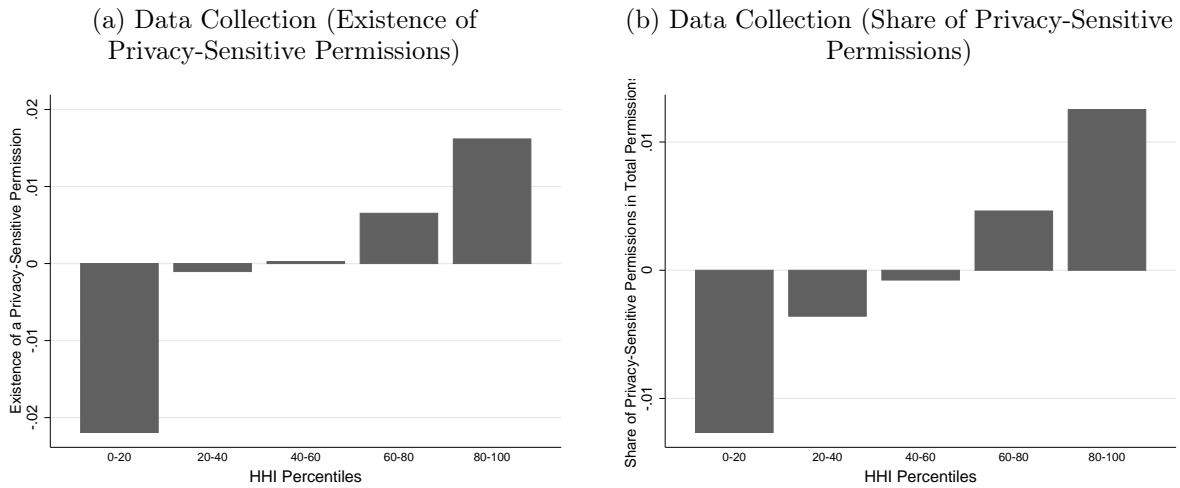 (a) Data Collection (Existence of
Privacy-Sensitive Permissions)
Existence of a Privacy-Sensitive Permission
.02
.01
0
-.01
-.02
0-20 20-40 40-60 60-80 80-100
HHI Percentiles
(b) Data Collection (Share of Privacy-Sensitive
Permissions)
Share of Privacy-Sensitive Permissions in Total Permissions
.01
0
-.01
0-20 20-40 40-60 60-80 80-100
HHI Percentiles